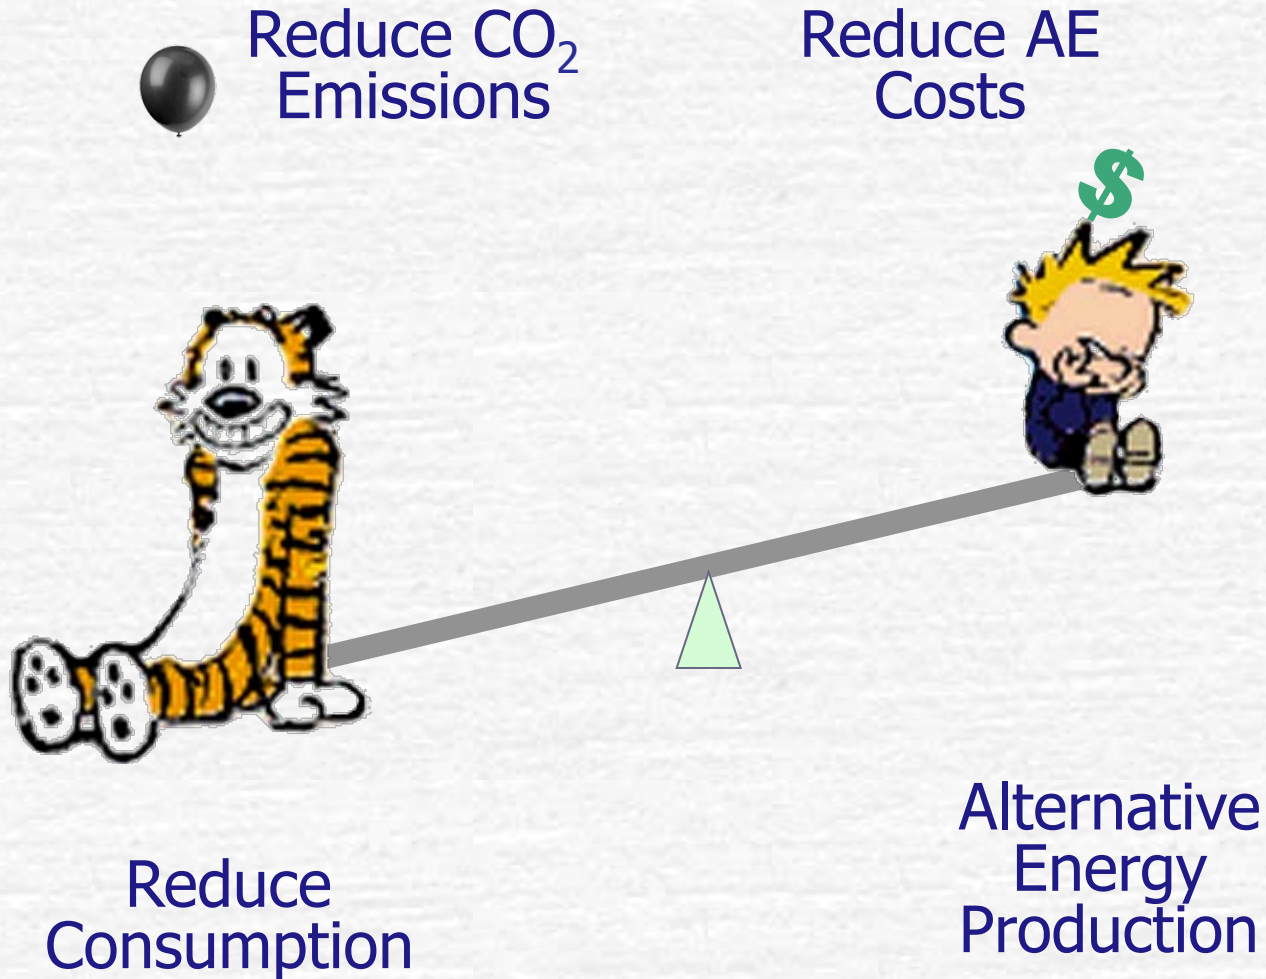 Reduce CO₂
Emissions
Reduce AE
Costs
$
Alternative
Energy
Production
Reduce
Consumption